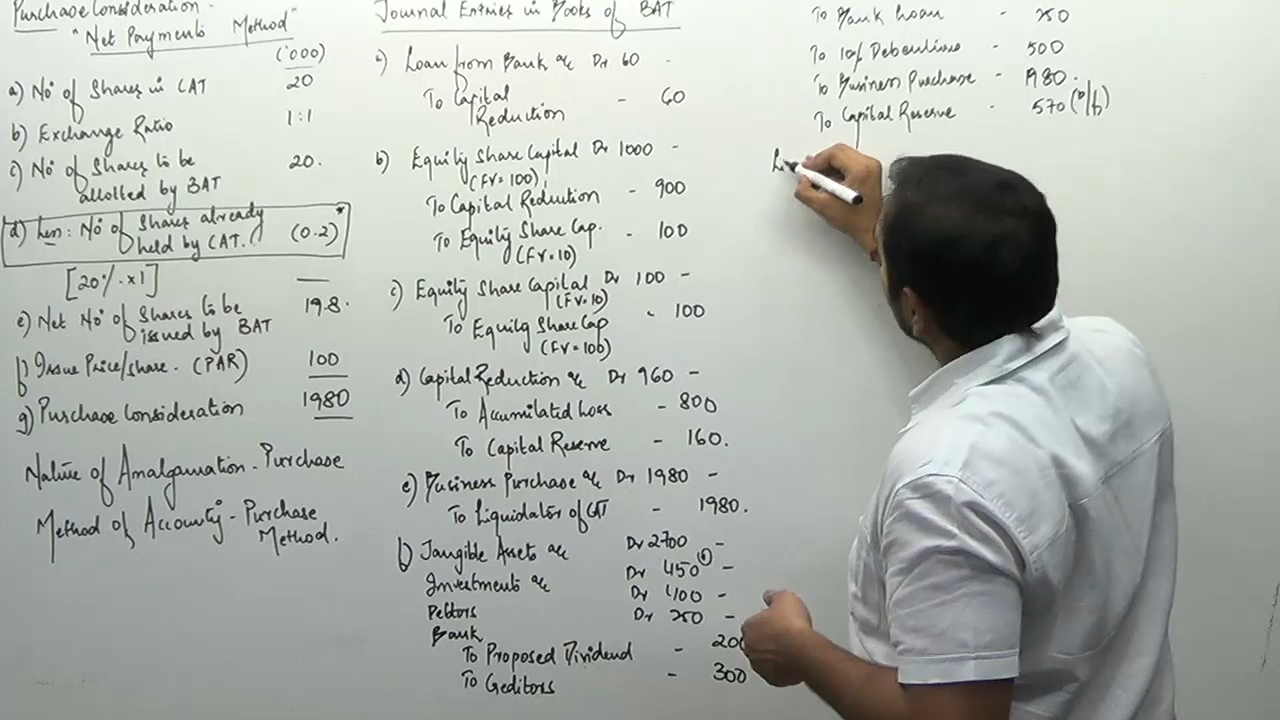 Purchase Consideration -
"Net Payments Method"
('000)
a) No of Shares in CAT 20
b) Exchange Ratio 1:1
c) No of Shares to be
allotted by BAT 20.
d) Less: No of Shares already
held by CAT. (0.2)*
[20% x 1]
e) Net No of Shares to be
issued by BAT 19.8.
f) Issue Price/share. (PAR) 100
g) Purchase Consideration 1980
Nature of Amalgamation - Purchase
Method of Accounty - Purchase
Method.
Journal Entries in Books of BAT
a) Loan from Bank a/c Dr 60 -
To Capital
Reduction - 60
b) Equity Share Capital Dr 1000 -
(FV=100)
To Capital Reduction - 900
To Equity Share Cap. - 100
(FV=10)
c) Equity Share Capital Dr 100 -
(FV=10)
To Equity Share Cap - 100
(FV=100)
d) Capital Reduction a/c Dr 960 -
To Accumilated Loss - 800
To Capital Reserve - 160.
e) Business Purchase a/c Dr 1980 -
To Liquidator of CAT - 1980.
f) Tangible Assets a/c Dr 2700 -
Investments a/c Dr 450 -
Debtors Dr 400 -
Bank Dr 250 -
To Proposed Dividend - 200
To Creditors - 300
To Bank Loan - 250
To 10% Debentures - 500
To Business Purchase - 1980.
To Capital Reserve - 570 (b/f)